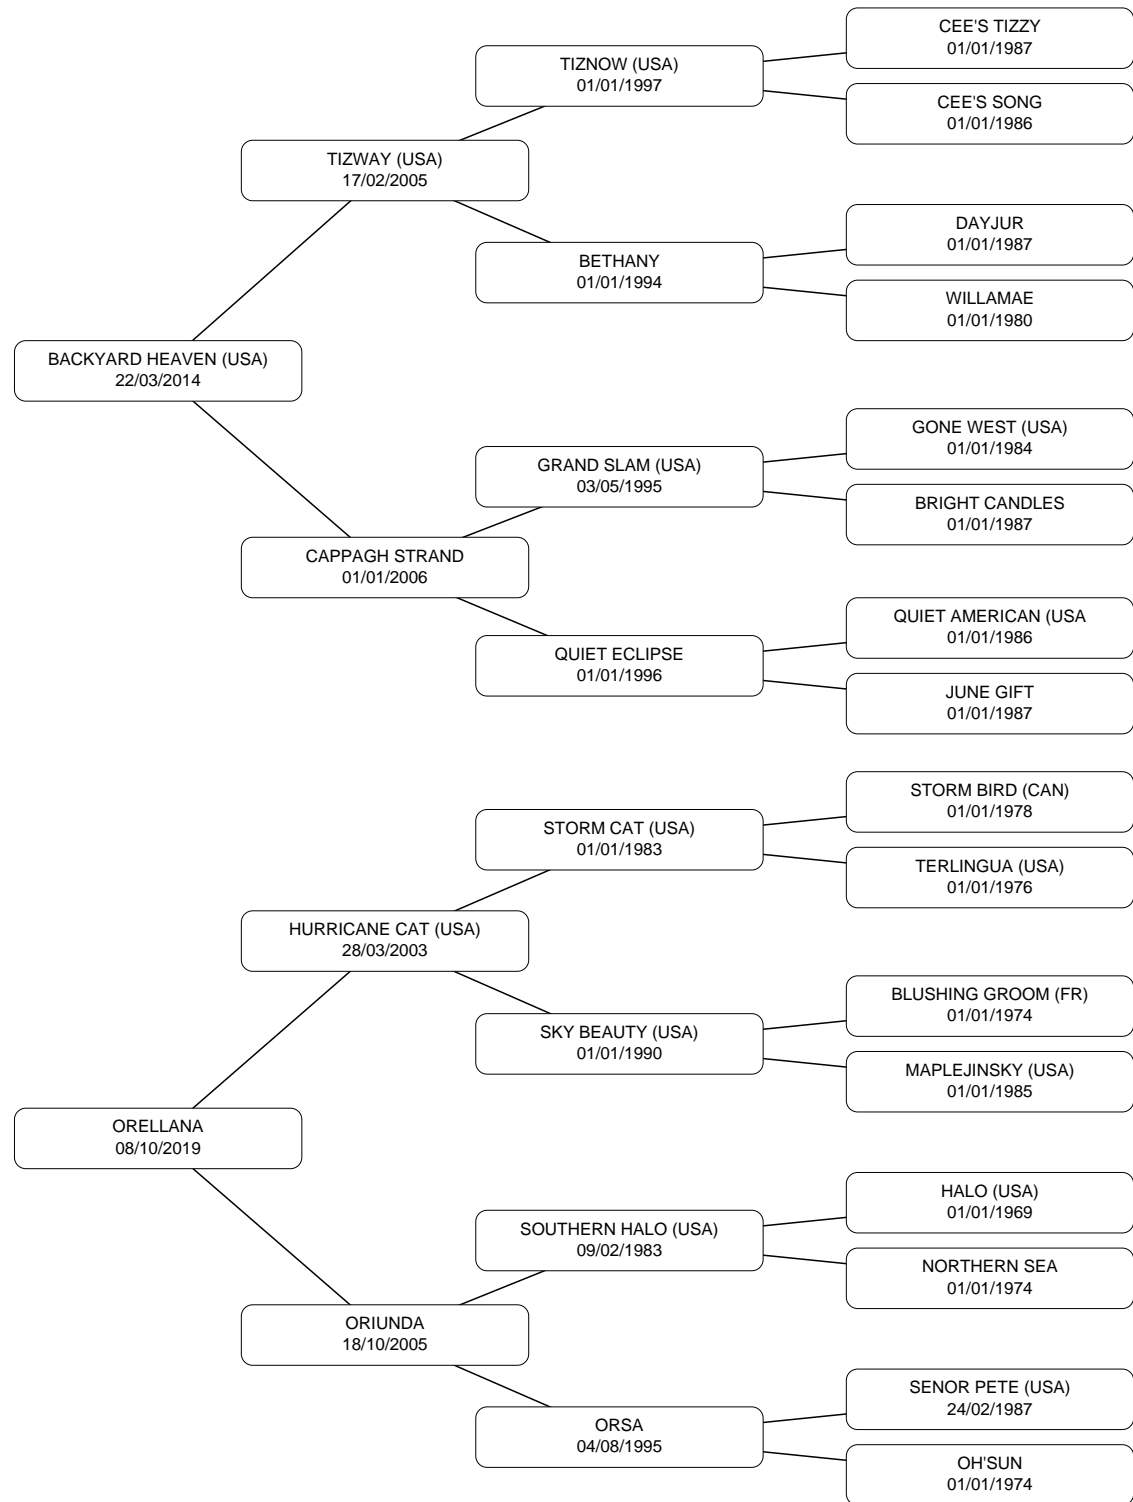 CEE'S TIZZY
01/01/1987
TIZNOW (USA)
01/01/1997
CEE'S SONG
01/01/1986
TIZWAY (USA)
17/02/2005
DAYJUR
01/01/1987
BETHANY
01/01/1994
WILLAMAE
01/01/1980
BACKYARD HEAVEN (USA)
22/03/2014
GONE WEST (USA)
01/01/1984
GRAND SLAM (USA)
03/05/1995
BRIGHT CANDLES
01/01/1987
CAPPAGH STRAND
01/01/2006
QUIET AMERICAN (USA
01/01/1986
QUIET ECLIPSE
01/01/1996
JUNE GIFT
01/01/1987
STORM BIRD (CAN)
01/01/1978
STORM CAT (USA)
01/01/1983
TERLINGUA (USA)
01/01/1976
HURRICANE CAT (USA)
28/03/2003
BLUSHING GROOM (FR)
01/01/1974
SKY BEAUTY (USA)
01/01/1990
MAPLEJINSKY (USA)
01/01/1985
ORELLANA
08/10/2019
HALO (USA)
01/01/1969
SOUTHERN HALO (USA)
09/02/1983
NORTHERN SEA
01/01/1974
ORIUNDA
18/10/2005
SENOR PETE (USA)
24/02/1987
ORSA
04/08/1995
OH'SUN
01/01/1974